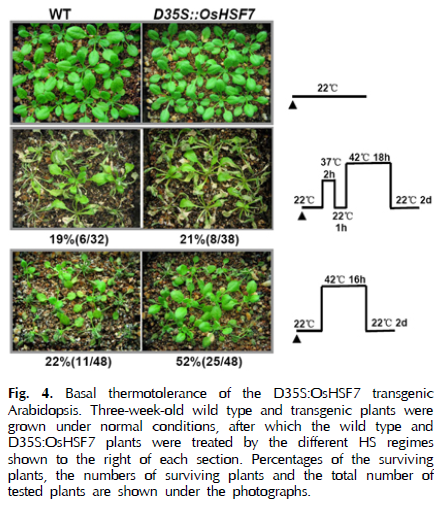 WT D35S::OsHSF7
22℃
37℃ 42℃ 18h
2h
22℃ 22℃ 2d
22℃
1h
19%(6/32) 21%(8/38)
42℃ 16h
22℃ 22℃ 2d
22%(11/48) 52%(25/48)
Fig. 4. Basal thermotolerance of the D35S:OsHSF7 transgenic
Arabidopsis. Three-week-old wild type and transgenic plants were
grown under normal conditions, after which the wild type and
D35S:OsHSF7 plants were treated by the different HS regimes
shown to the right of each section. Percentages of the surviving
plants, the numbers of surviving plants and the total number of
tested plants are shown under the photographs.